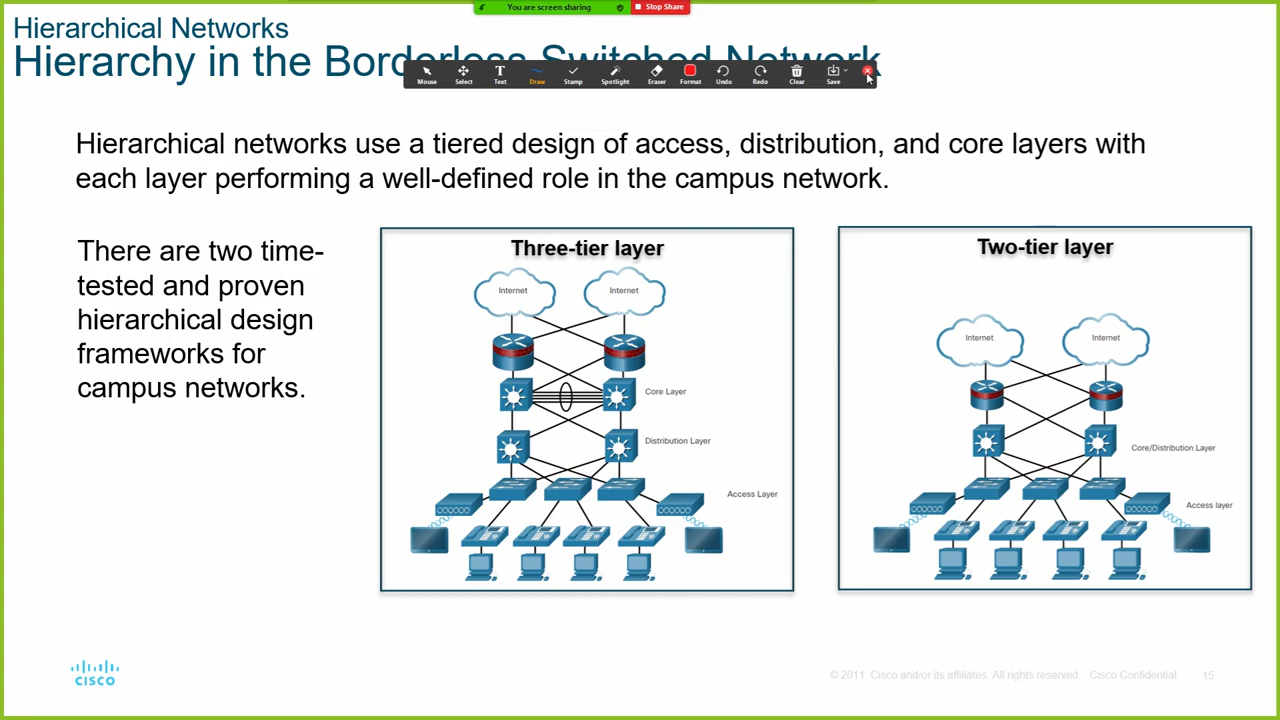 You are screen sharing
Stop Share
Hierarchical Networks
Hierarchy in the Borderless Switched Network
Mouse
Select
Text
Draw
Stamp
Spotlight
Eraser
Format
Undo
Redo
Clear
Save
Hierarchical networks use a tiered design of access, distribution, and core layers with
each layer performing a well-defined role in the campus network.
There are two time-
tested and proven
hierarchical design
frameworks for
campus networks.
Three-tier layer
Internet
Internet
Core Layer
Distribution Layer
Access Layer
Two-tier layer
Internet
Internet
Core/Distribution Layer
Access layer
CISCO
© 2011 Cisco and/or its affiliates. All rights reserved.
Cisco Confidential
15